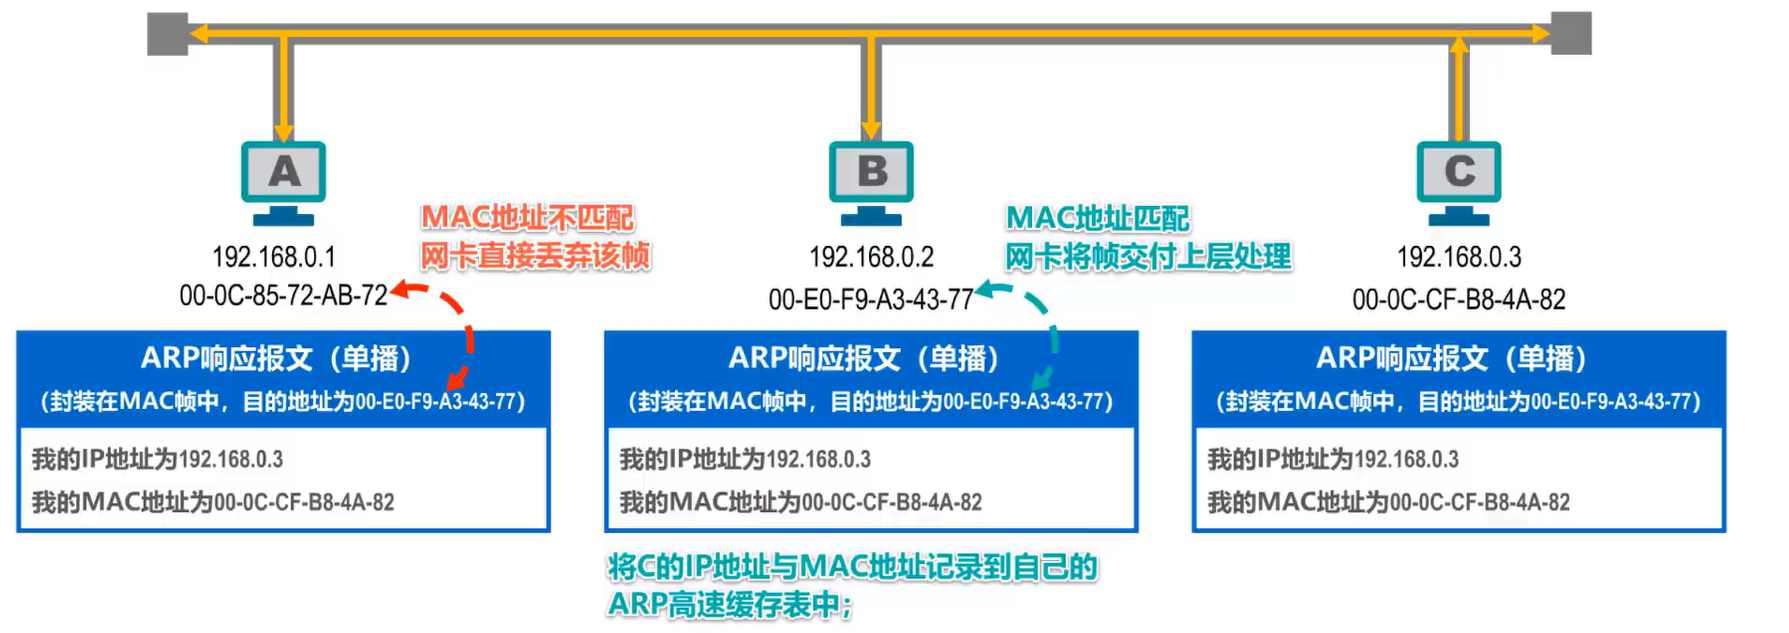 A
B
C
MAC地址不匹配
网卡直接丢弃该帧
MAC地址匹配
网卡将帧交付上层处理
192.168.0.1
00-0C-85-72-AB-72
192.168.0.2
00-E0-F9-A3-43-77
192.168.0.3
00-0C-CF-B8-4A-82
ARP响应报文（单播）
（封装在MAC帧中，目的地址为00-E0-F9-A3-43-77）
我的IP地址为192.168.0.3
我的MAC地址为00-0C-CF-B8-4A-82
ARP响应报文（单播）
（封装在MAC帧中，目的地址为00-E0-F9-A3-43-77）
我的IP地址为192.168.0.3
我的MAC地址为00-0C-CF-B8-4A-82
ARP响应报文（单播）
（封装在MAC帧中，目的地址为00-E0-F9-A3-43-77）
我的IP地址为192.168.0.3
我的MAC地址为00-0C-CF-B8-4A-82
将C的IP地址与MAC地址记录到自己的
ARP高速缓存表中；